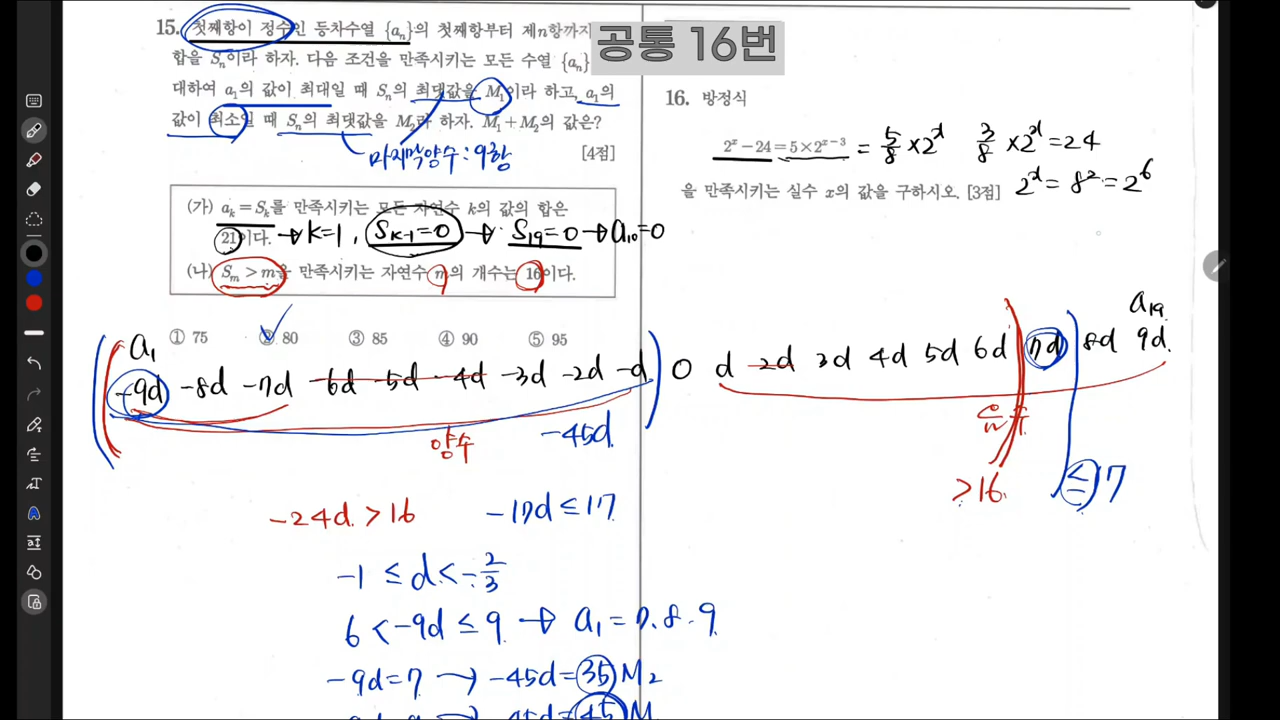 공통 16번
15. 첫째항이 정수인 등차수열 {aₙ}의 첫째항부터 제n항까지
합을 Sₙ이라 하자. 다음 조건을 만족시키는 모든 수열 {aₙ}
대하여 a₁의 값이 최대일 때 Sₙ의 최댓값을 M₁이라 하고, a₁의
값이 최소일 때 Sₙ의 최댓값을 M₂라 하자. M₁+M₂의 값은?
마지막양수 : 9항
[4점]
(가) aₖ=Sₖ를 만족시키는 모든 자연수 k의 값의 합은
21이다. → k=1, Sₖ₋₁=0 → S₁₉=0 → a₁₀=0
(나) Sₘ>m을 만족시키는 자연수 m의 개수는 16이다.
① 75 ② 80 ③ 85 ④ 90 ⑤ 95
a₁
-9d -8d -7d -6d -5d -4d -3d -2d -d 0 d 2d 3d 4d 5d 6d 7d 8d 9d
a₁₉
양수
-45d
음수
>16
≤17
-24d > 16
-17d ≤ 17
-1 ≤ d < -2/3
6 < -9d ≤ 9 → a₁ = 7.8.9
-9d=7 → -45d=35 M₂
-45d=45 M
16. 방정식
2ˣ-24=5×2ˣ⁻³ = 5/8 ×2ˣ 3/8 ×2ˣ=24
을 만족시키는 실수 x의 값을 구하시오. [3점] 2ˣ = 8² = 2⁶